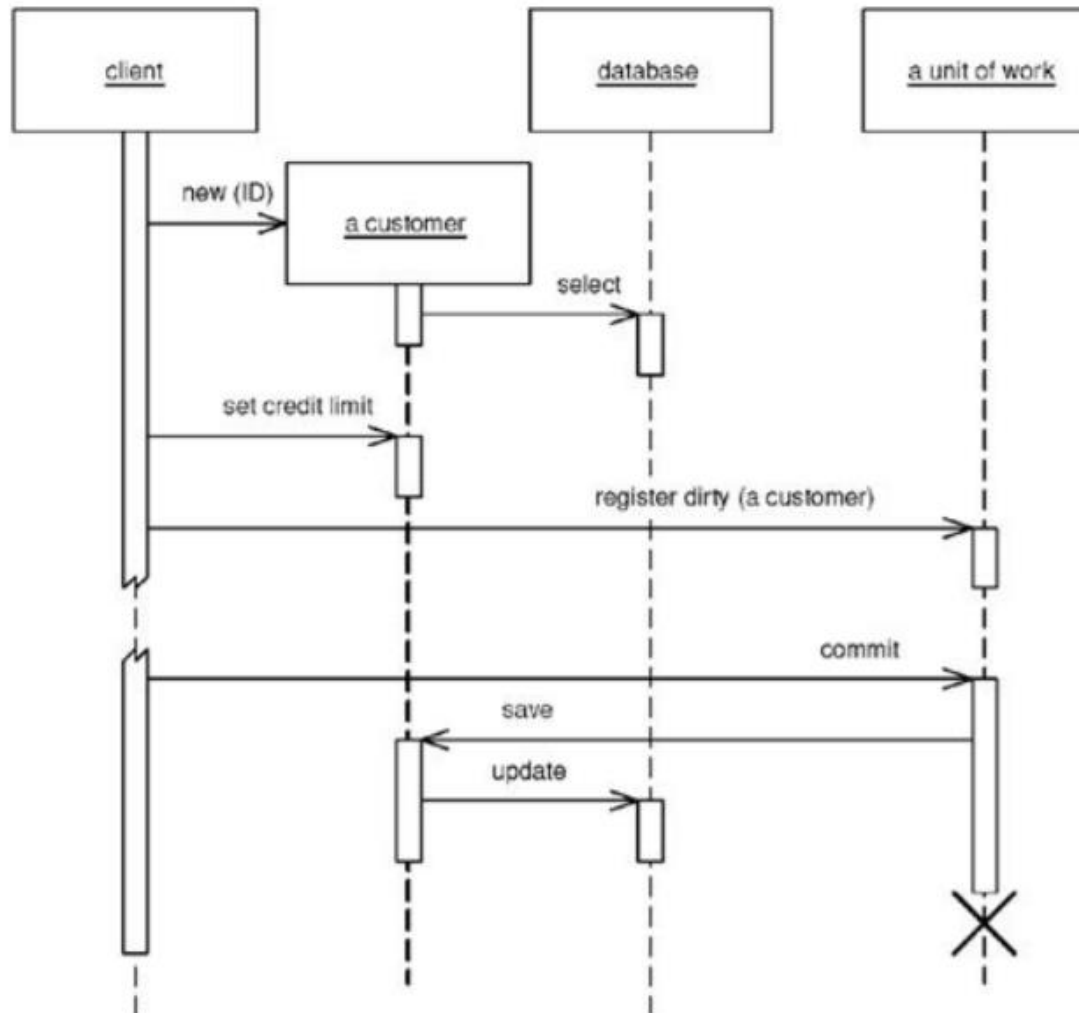 client
database
a unit of work
new (ID)
a customer
select
set credit limit
register dirty (a customer)
commit
save
update